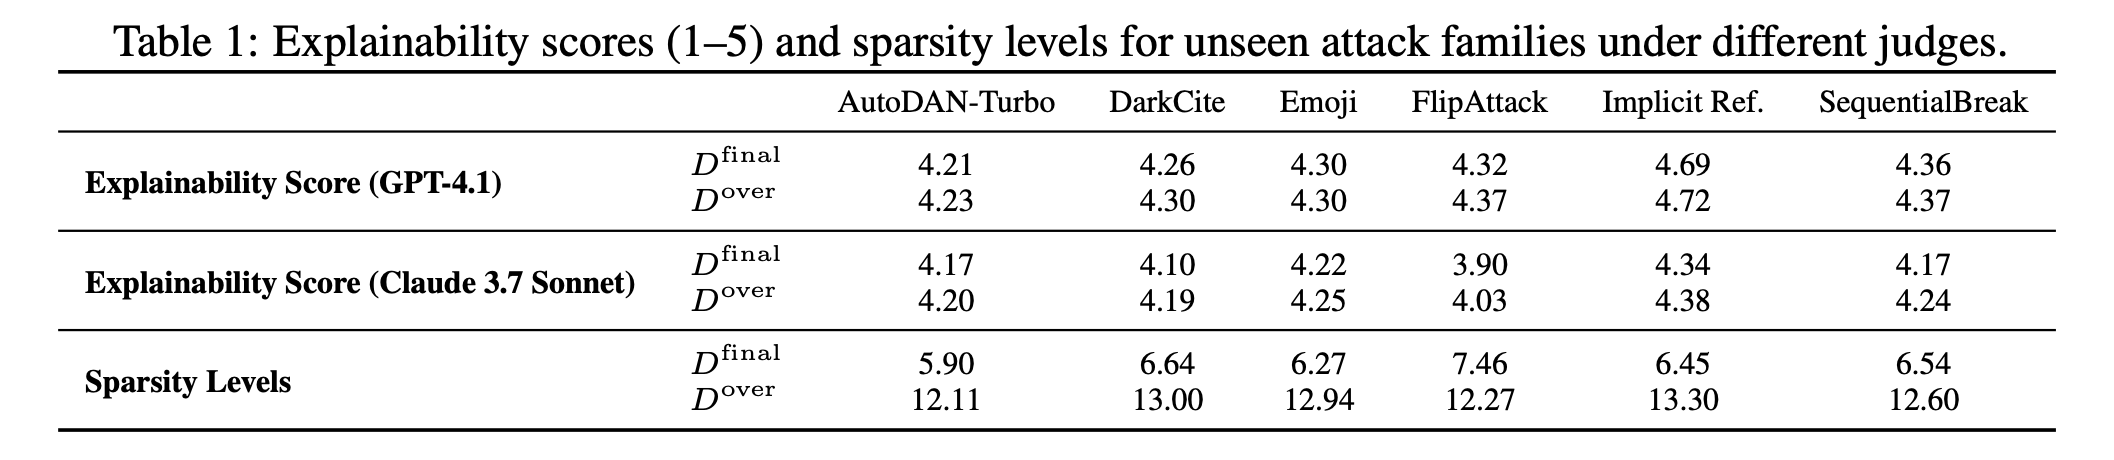 Table 1: Explainability scores (1–5) and sparsity levels for unseen attack families under different judges.
AutoDAN-Turbo DarkCite Emoji FlipAttack Implicit Ref. SequentialBreak
Explainability Score (GPT-4.1)
D^final 4.21 4.26 4.30 4.32 4.69 4.36
D^over 4.23 4.30 4.30 4.37 4.72 4.37
Explainability Score (Claude 3.7 Sonnet)
D^final 4.17 4.10 4.22 3.90 4.34 4.17
D^over 4.20 4.19 4.25 4.03 4.38 4.24
Sparsity Levels
D^final 5.90 6.64 6.27 7.46 6.45 6.54
D^over 12.11 13.00 12.94 12.27 13.30 12.60